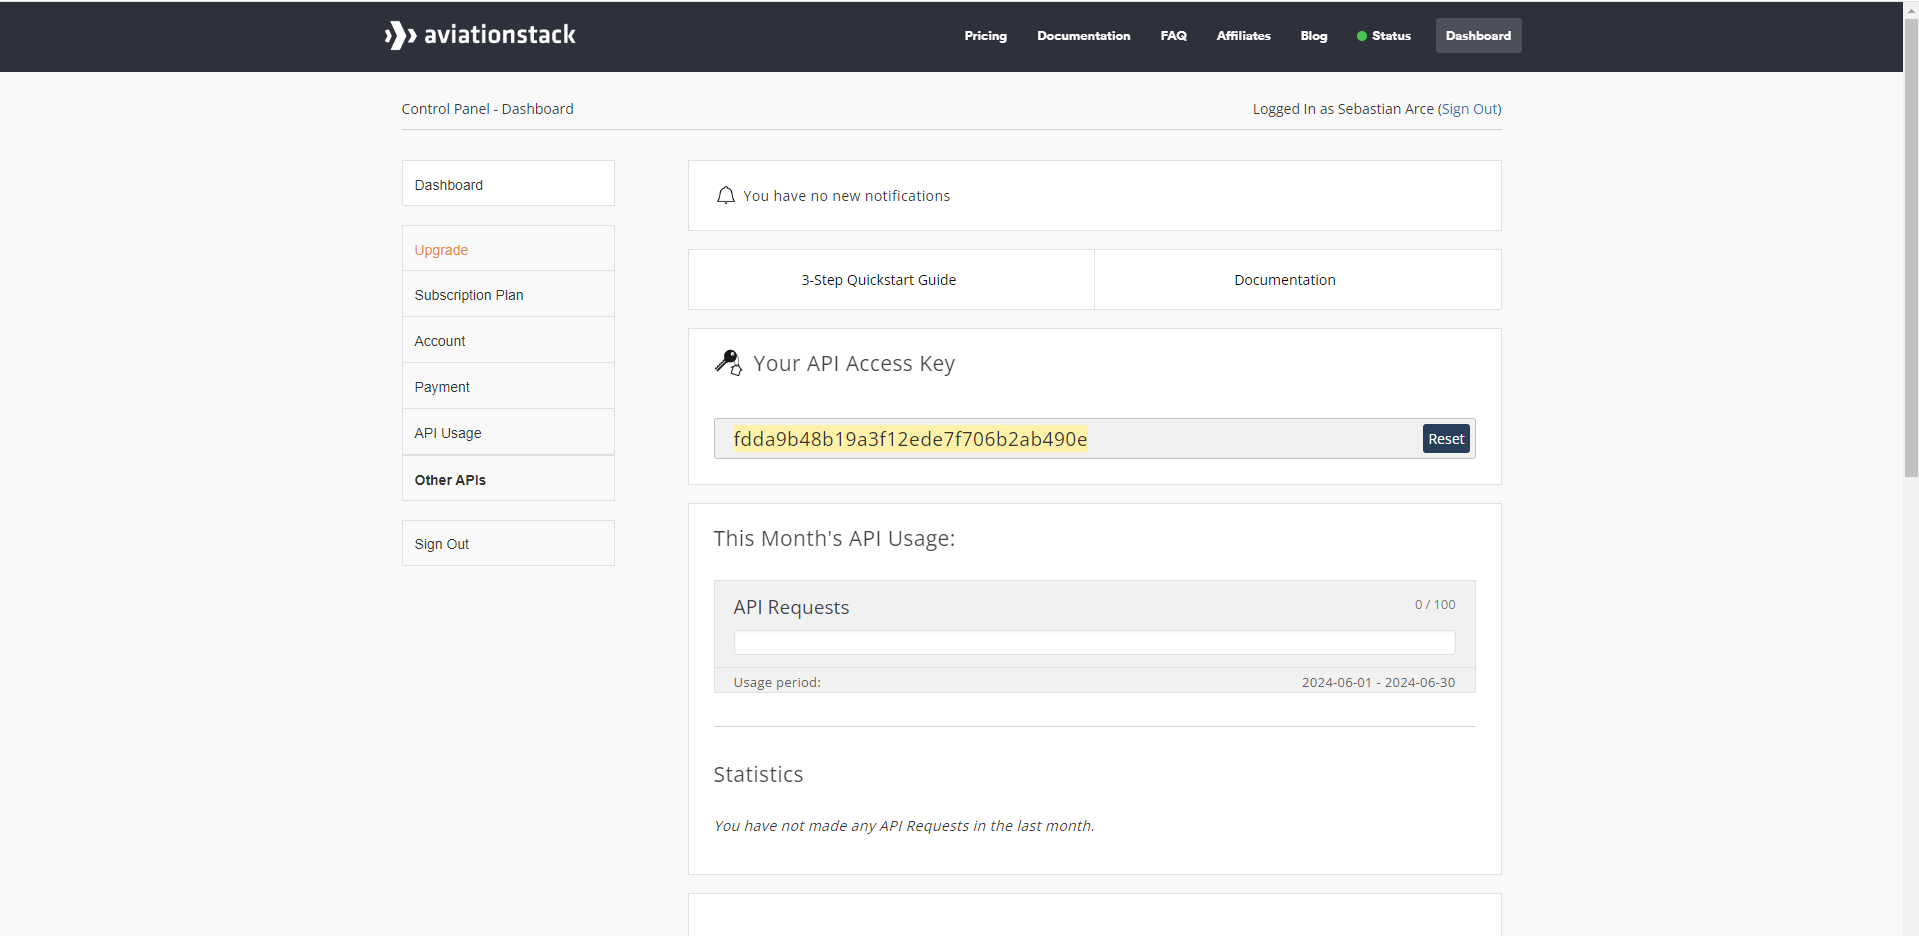 aviationstack
Pricing Documentation FAQ Affiliates Blog Status Dashboard
Control Panel - Dashboard
Logged In as Sebastian Arce (Sign Out)
Dashboard
Upgrade
Subscription Plan
Account
Payment
API Usage
Other APIs
Sign Out
You have no new notifications
3-Step Quickstart Guide
Documentation
Your API Access Key
fdda9b48b19a3f12ede7f706b2ab490e
Reset
This Month's API Usage:
API Requests
0 / 100
Usage period:
2024-06-01 - 2024-06-30
Statistics
You have not made any API Requests in the last month.